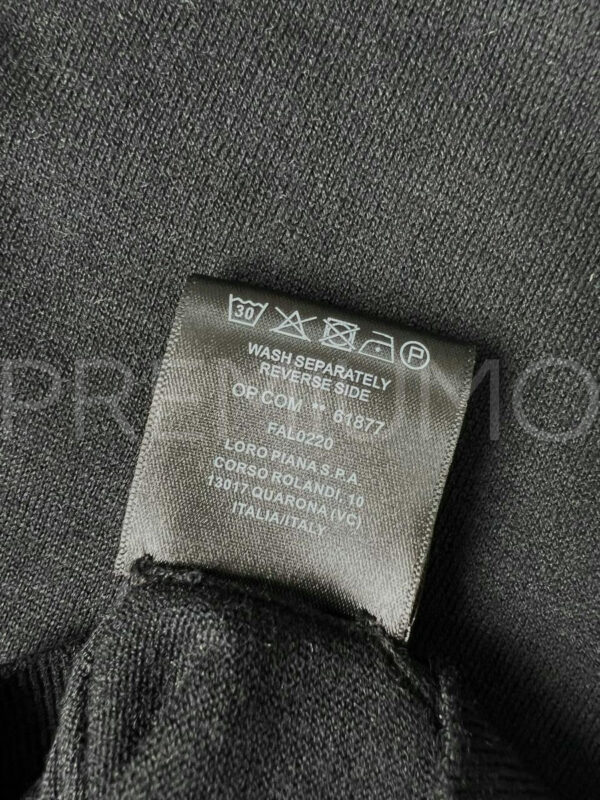 30 P
WASH SEPARATELY
REVERSE SIDE
OP COM ** 61877
FAL0220
LORO PIANA S.P.A
CORSO ROLANDI, 10
13017 QUARONA (VC)
ITALIA/ITALY
PREMIUMO